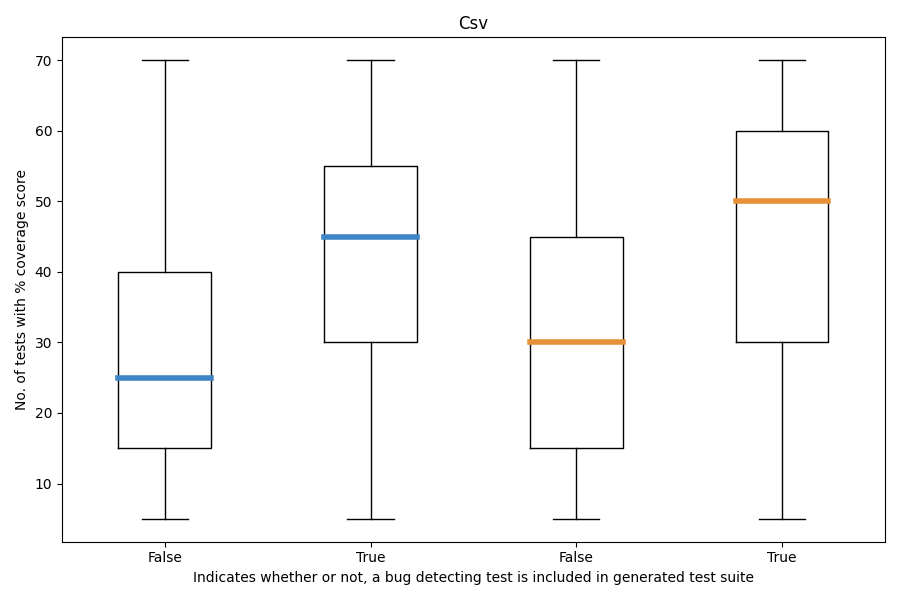 Csv
No. of tests with % coverage score
70
60
50
40
30
20
10
False True False True
Indicates whether or not, a bug detecting test is included in generated test suite